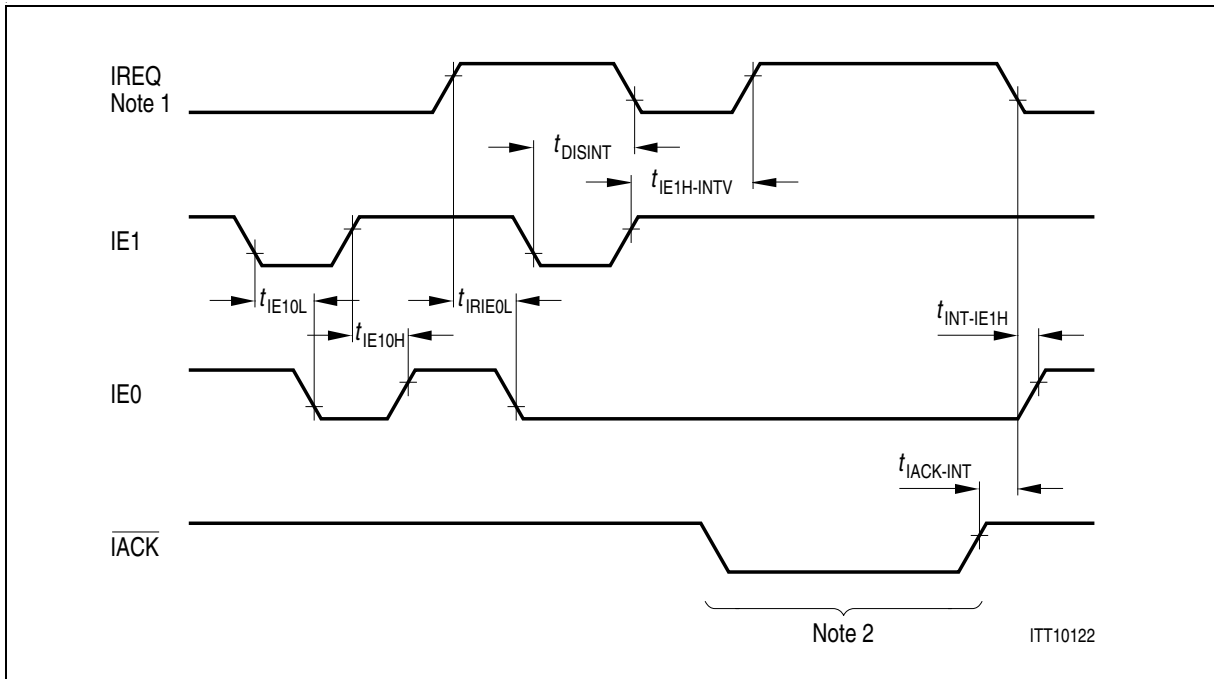 IREQ
Note 1
tDISINT
tIE1H-INTV
IE1
tIE10L
tIRIE0L
tIE10H
tINT-IE1H
IE0
tIACK-INT
IACK
Note 2
ITT10122